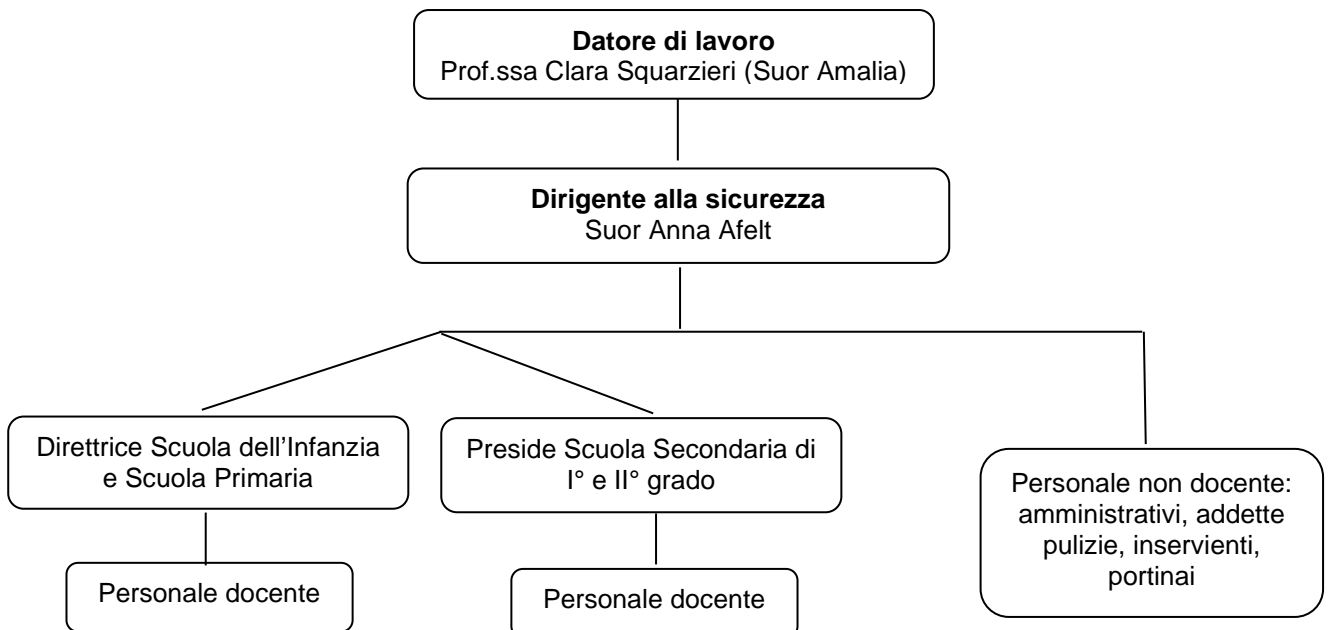 Datore di lavoro
Prof.ssa Clara Squarzieri (Suor Amalia)
Dirigente alla sicurezza
Suor Anna Afelt
Direttrice Scuola dell’Infanzia
e Scuola Primaria
Preside Scuola Secondaria di
I° e II° grado
Personale non docente:
amministrativi, addette
pulizie, inservienti,
portinai
Personale docente
Personale docente